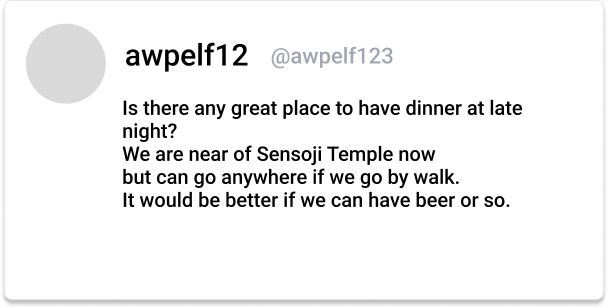 awpelf12 @awpelf123
Is there any great place to have dinner at late
night?
We are near of Sensoji Temple now
but can go anywhere if we go by walk.
It would be better if we can have beer or so.